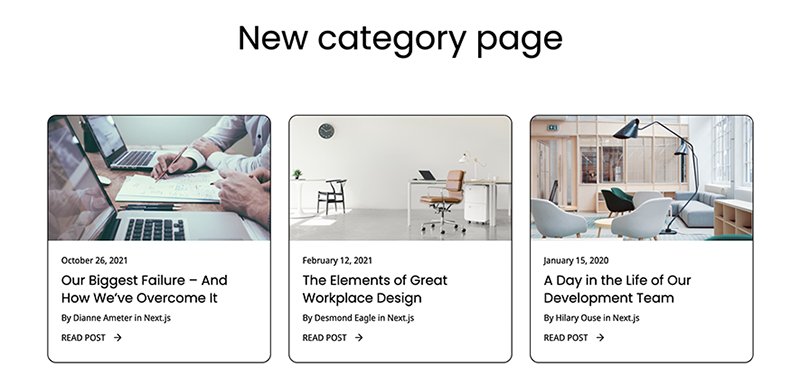 New category page
October 26, 2021
Our Biggest Failure – And
How We've Overcome It
By Dianne Ameter in Next.js
READ POST
February 12, 2021
The Elements of Great
Workplace Design
By Desmond Eagle in Next.js
READ POST
January 15, 2020
A Day in the Life of Our
Development Team
By Hilary Ouse in Next.js
READ POST